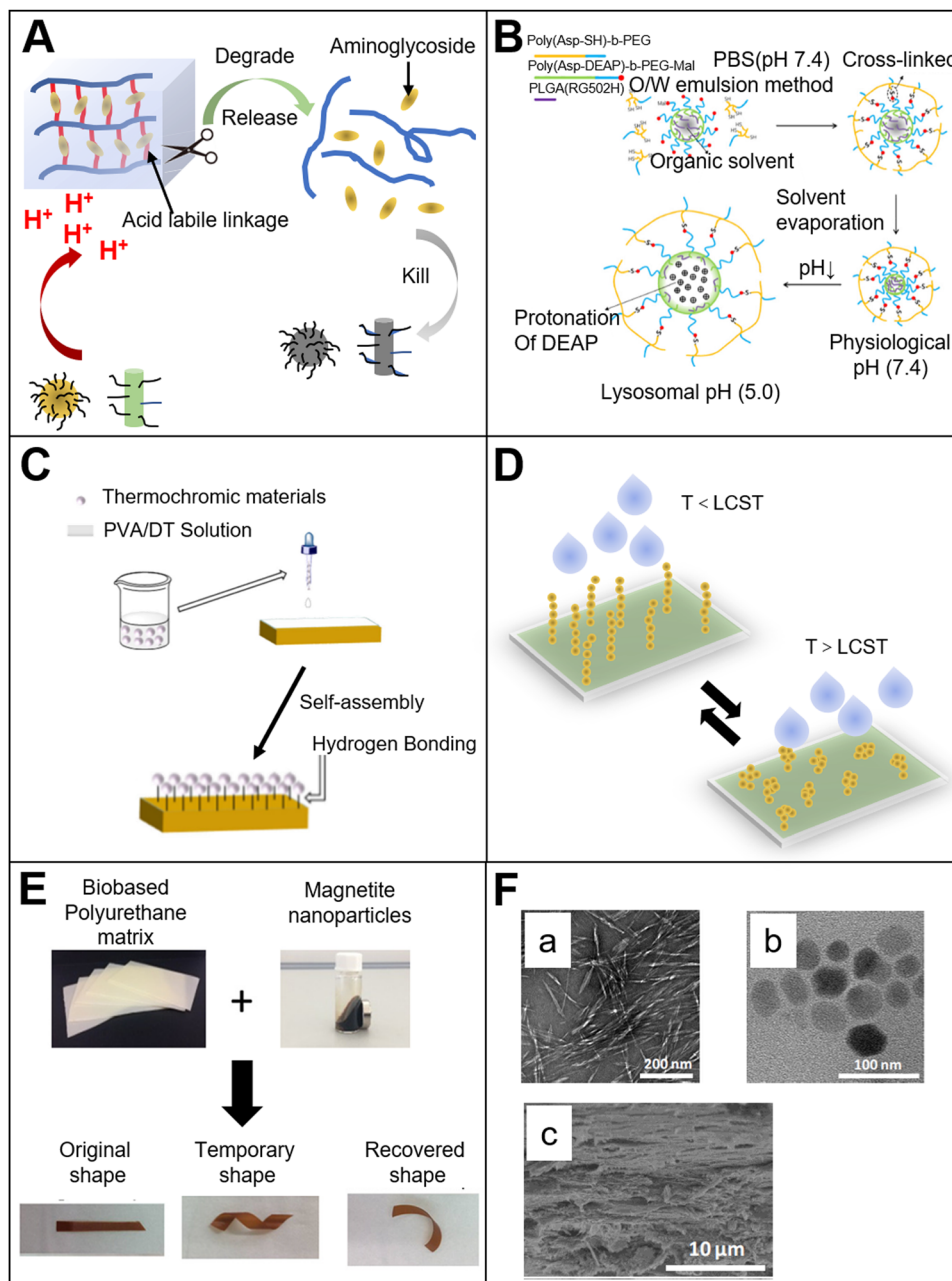 A
Degrade
Release
Aminoglycoside
Acid labile linkage
H+
H+
H+
H+
Kill
B
Poly(Asp-SH)-b-PEG
Poly(Asp-DEAP)-b-PEG-Mal
PLGA(RG502H)
PBS(pH 7.4)
O/W emulsion method
Cross-linked
Organic solvent
Solvent
evaporation
pH↓
Protonation
Of DEAP
Physiological
pH (7.4)
Lysosomal pH (5.0)
C
Thermochromic materials
PVA/DT Solution
Self-assembly
Hydrogen Bonding
D
T < LCST
T > LCST
E
Biobased
Polyurethane
matrix
+
Magnetite
nanoparticles
Original
shape
Temporary
shape
Recovered
shape
F
a
200 nm
b
100 nm
c
10 µm